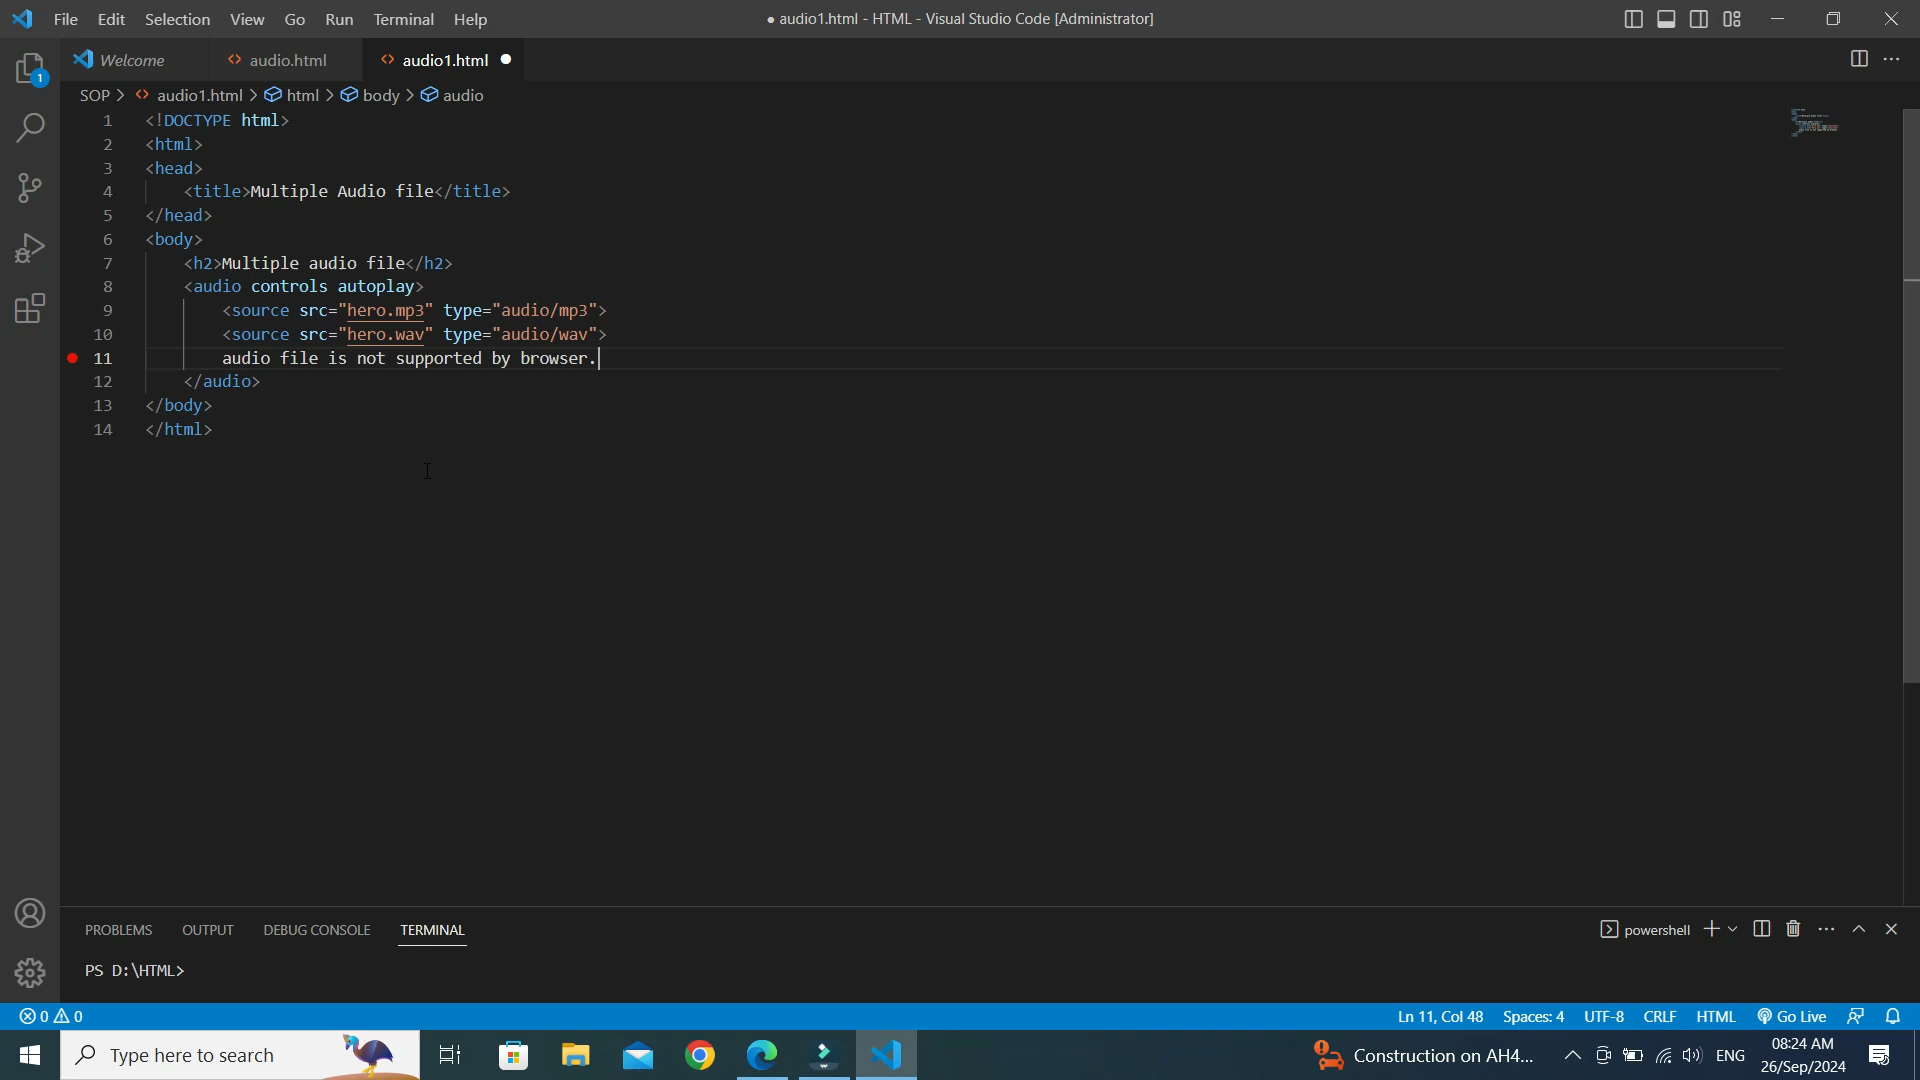 File Edit Selection View Go Run Terminal Help
● audio1.html - HTML - Visual Studio Code [Administrator]
Welcome
audio.html
audio1.html
1
SOP > audio1.html > html > body > audio
1 <!DOCTYPE html>
2 <html>
3 <head>
4 <title>Multiple Audio file</title>
5 </head>
6 <body>
7 <h2>Multiple audio file</h2>
8 <audio controls autoplay>
9 <source src="hero.mp3" type="audio/mp3">
10 <source src="hero.wav" type="audio/wav">
11 audio file is not supported by browser.
12 </audio>
13 </body>
14 </html>
PROBLEMS OUTPUT DEBUG CONSOLE TERMINAL
powershell
PS D:\HTML>
0 0
Ln 11, Col 48 Spaces: 4 UTF-8 CRLF HTML Go Live
Type here to search
Construction on AH4...
ENG
08:24 AM
26/Sep/2024